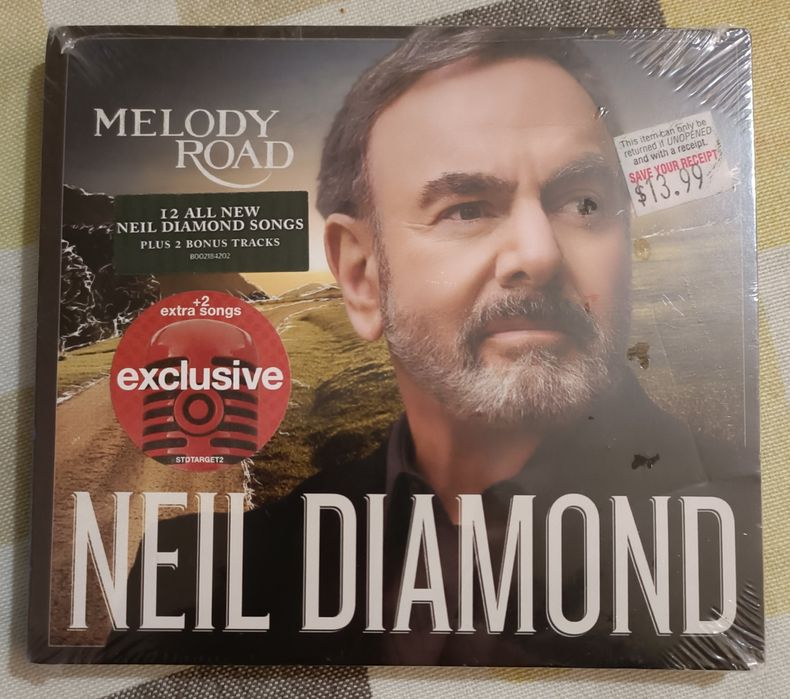 MELODY
ROAD
This item can only be
returned if UNOPENED
and with a receipt.
SAVE YOUR RECEIPT
$13.99
12 ALL NEW
NEIL DIAMOND SONGS
PLUS 2 BONUS TRACKS
B002184202
+2
extra songs
exclusive
STDTARGET2
NEIL DIAMOND